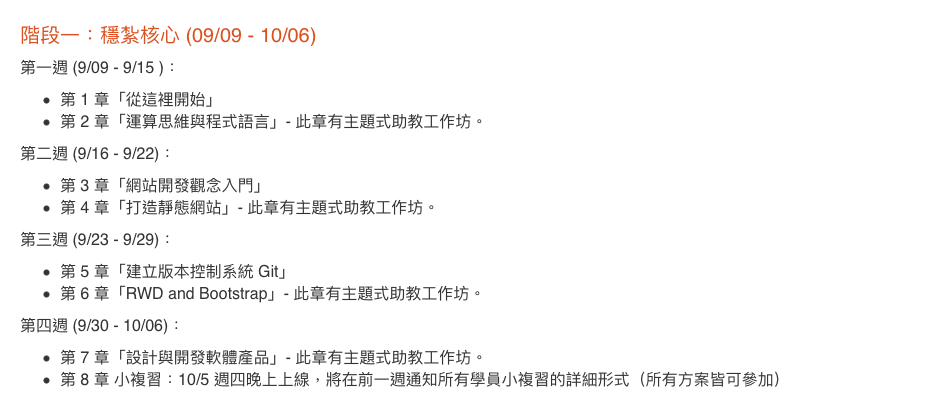 階段一：穩紮核心 (09/09 - 10/06)
第一週 (9/09 - 9/15 )：
• 第 1 章「從這裡開始」
• 第 2 章「運算思維與程式語言」- 此章有主題式助教工作坊。
第二週 (9/16 - 9/22)：
• 第 3 章「網站開發觀念入門」
• 第 4 章「打造靜態網站」- 此章有主題式助教工作坊。
第三週 (9/23 - 9/29)：
• 第 5 章「建立版本控制系統 Git」
• 第 6 章「RWD and Bootstrap」- 此章有主題式助教工作坊。
第四週 (9/30 - 10/06)：
• 第 7 章「設計與開發軟體產品」- 此章有主題式助教工作坊。
• 第 8 章 小複習：10/5 週四晚上上線，將在前一週通知所有學員小複習的詳細形式（所有方案皆可參加）